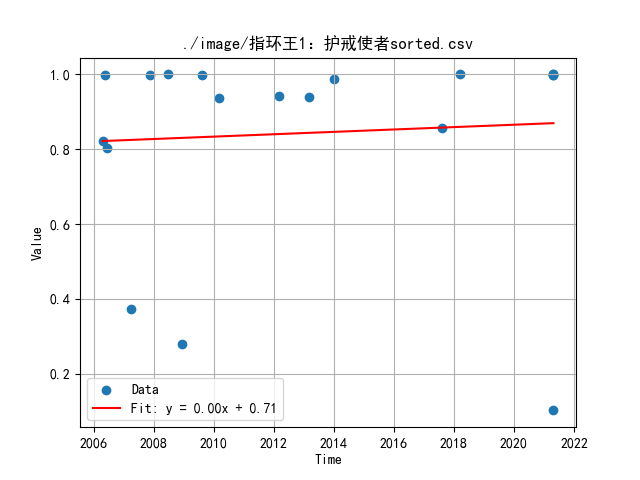 ./image/指环王1：护戒使者sorted.csv
1.0
0.8
0.6
0.4
0.2
Value
Data
Fit: y = 0.00x + 0.71
2006 2008 2010 2012 2014 2016 2018 2020 2022
Time